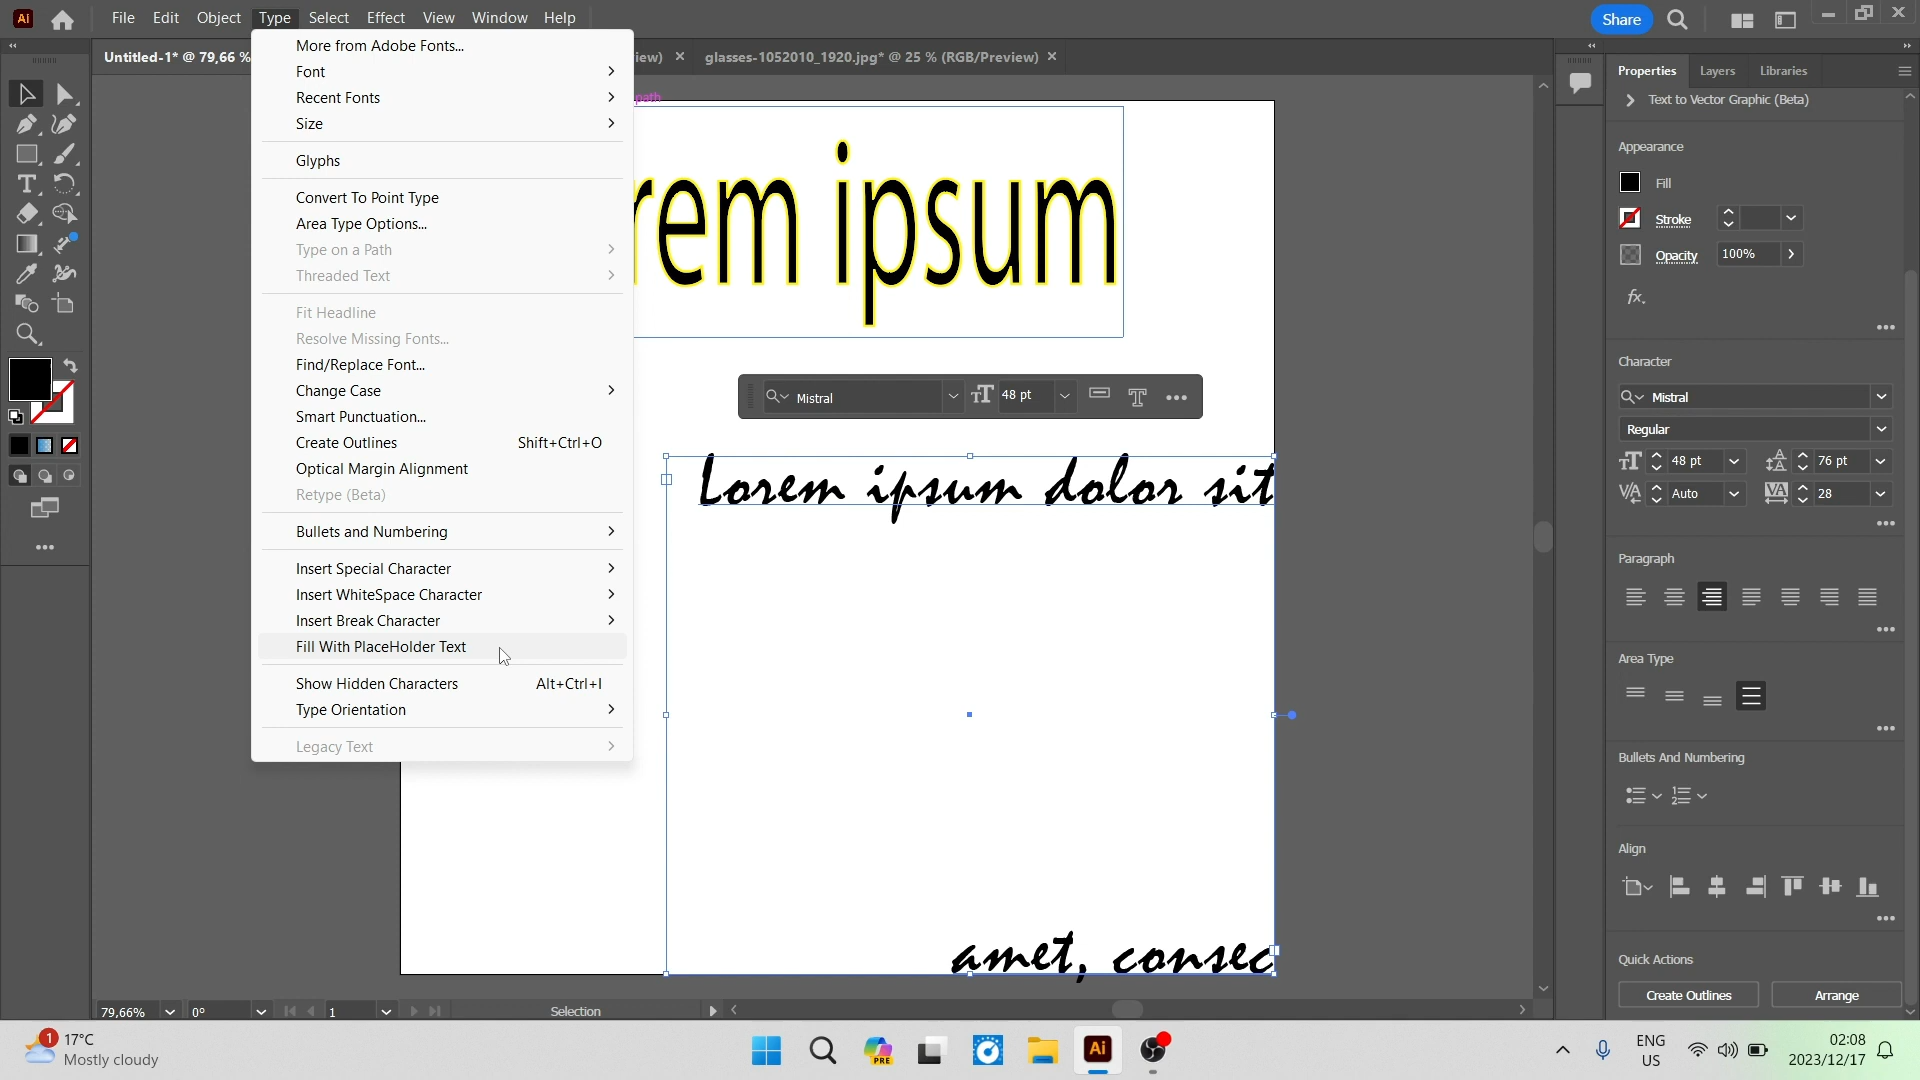 Ai File Edit Object Type Select Effect View Window Help Share
Untitled-1* @ 79,66 % iew) × glasses-1052010_1920.jpg* @ 25 % (RGB/Preview) ×
More from Adobe Fonts...
Font
Recent Fonts
Size
Glyphs
Convert To Point Type
Area Type Options...
Type on a Path
Threaded Text
Fit Headline
Resolve Missing Fonts...
Find/Replace Font...
Change Case
Smart Punctuation...
Create Outlines Shift+Ctrl+O
Optical Margin Alignment
Retype (Beta)
Bullets and Numbering
Insert Special Character
Insert WhiteSpace Character
Insert Break Character
Fill With PlaceHolder Text
Show Hidden Characters Alt+Ctrl+I
Type Orientation
Legacy Text
path
rem ipsum
Mistral 48 pt
Lorem ipsum dolor sit
amet, consec
Properties Layers Libraries
Text to Vector Graphic (Beta)
Appearance
Fill
Stroke
Opacity 100%
fx.
Character
Mistral
Regular
48 pt 76 pt
Auto 28
Paragraph
Area Type
Bullets And Numbering
Align
Quick Actions
Create Outlines Arrange
79,66% 0° 1 Selection
1 17°C
Mostly cloudy
PRE
Ai
ENG
US
02:08
2023/12/17